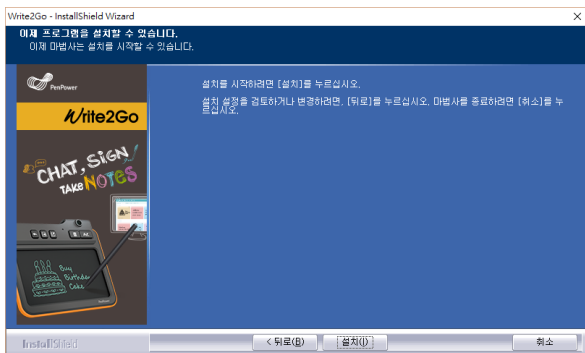 Write2Go - InstallShield Wizard
이제 프로그램을 설치할 수 있습니다.
이제 마법사는 설치를 시작할 수 있습니다.
PenPower
Write2Go
CHAT, SIGN
TAKE NOTES
Buy
Birthday
Cake
설치를 시작하려면 [설치]를 누르십시오.
설치 설정을 검토하거나 변경하려면, [뒤로]를 누르십시오. 마법사를 종료하려면 [취소]를 누
르십시오.
InstallShield
< 뒤로(B)
설치(I)
취소